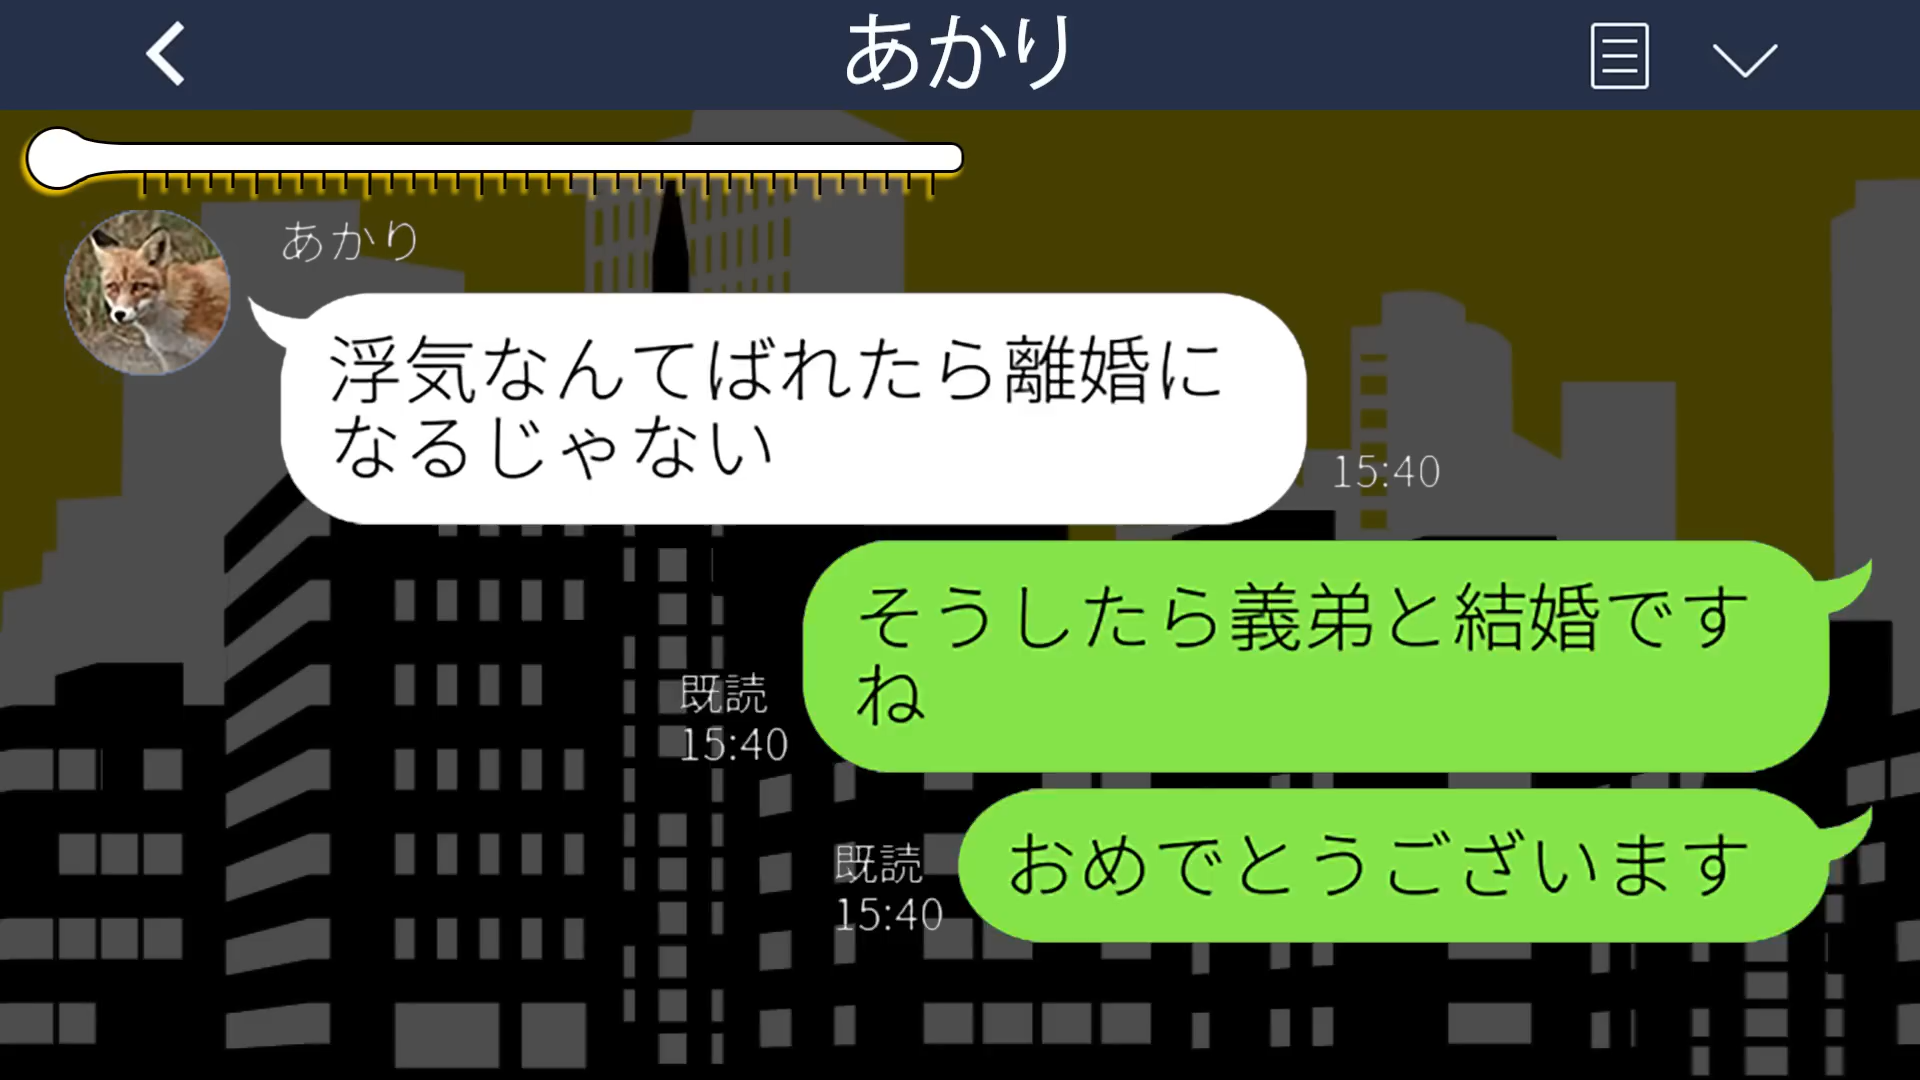 あかり
あかり
浮気なんてばれたら離婚に
なるじゃない
15:40
そうしたら義弟と結婚です
ね
既読
15:40
おめでとうございます
既読
15:40